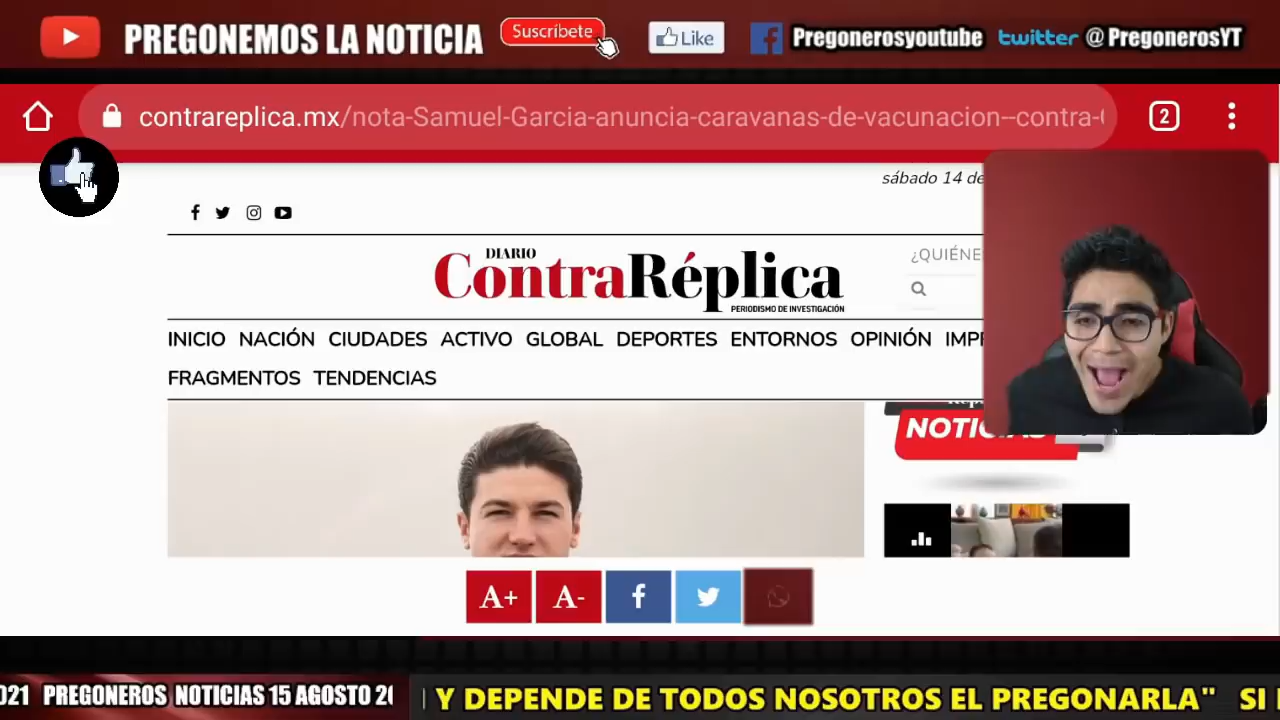 PREGONEMOS LA NOTICIA
Suscríbete
Like
Pregonerosyoutube
twitter @PregonerosYT
contrareplica.mx/nota-Samuel-Garcia-anuncia-caravanas-de-vacunacion--contra-
2
sábado 14 de
DIARIO
ContraRéplica
PERIODISMO DE INVESTIGACIÓN
¿QUIÉNE
INICIO NACIÓN CIUDADES ACTIVO GLOBAL DEPORTES ENTORNOS OPINIÓN IMPR
FRAGMENTOS TENDENCIAS
NOTICIAS
A+ A-
021 PREGONEROS NOTICIAS 15 AGOSTO 20
Y DEPENDE DE TODOS NOSOTROS EL PREGONARLA" SI